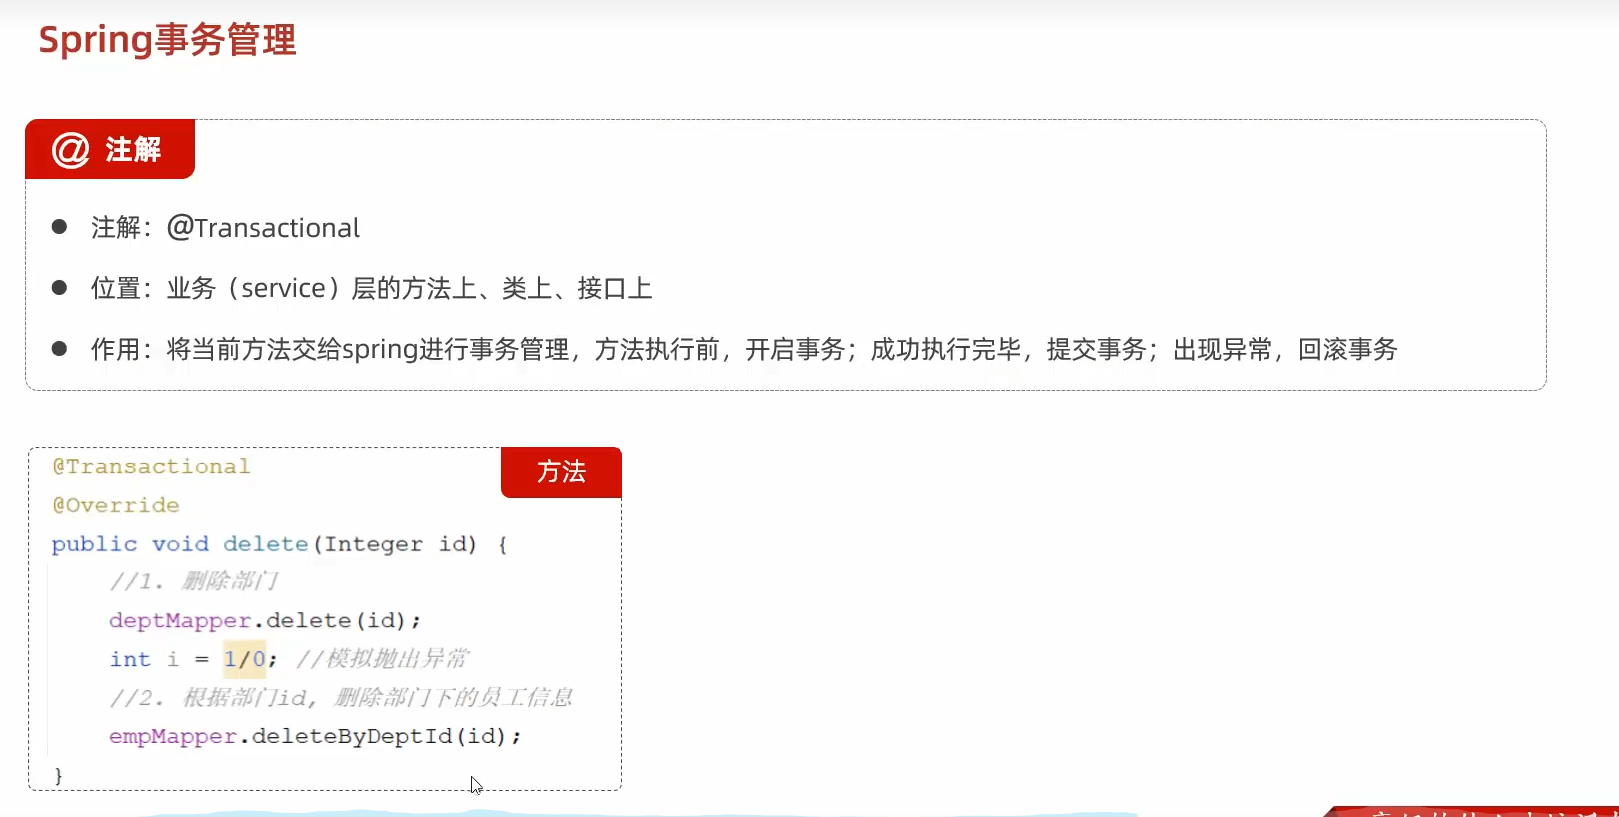 Spring事务管理
@ 注解
注解：@Transactional
位置：业务（service）层的方法上、类上、接口上
作用：将当前方法交给spring进行事务管理，方法执行前，开启事务；成功执行完毕，提交事务；出现异常，回滚事务
方法
@Transactional
@Override
public void delete(Integer id) {
//1. 删除部门
deptMapper.delete(id);
int i = 1/0; //模拟抛出异常
//2. 根据部门id, 删除部门下的员工信息
empMapper.deleteByDeptId(id);
}